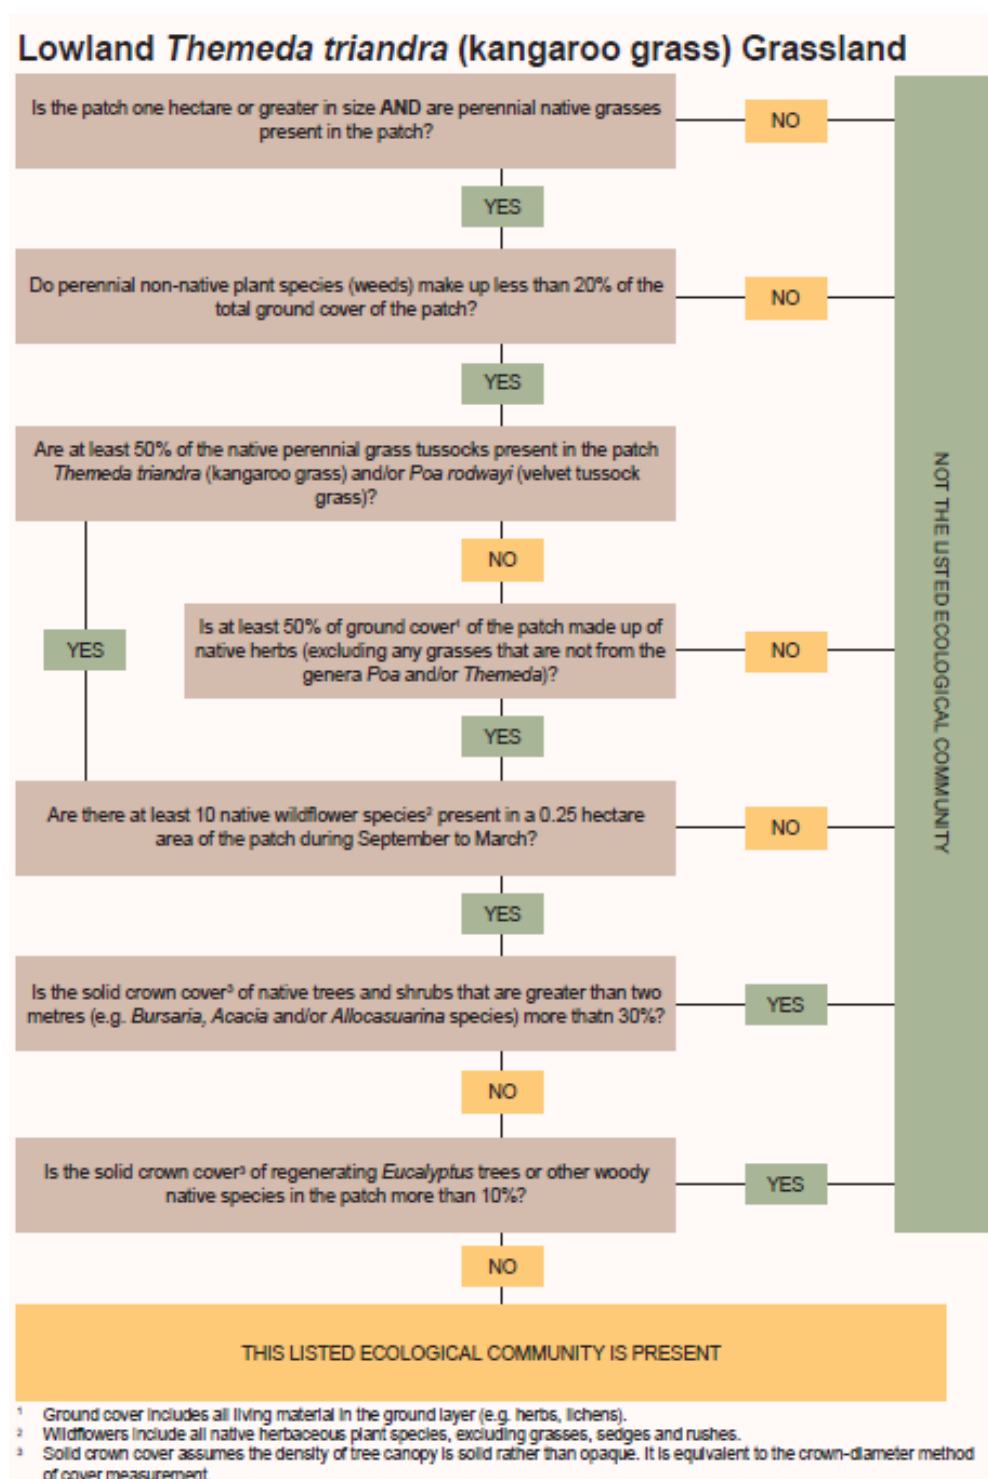 Lowland Themeda triandra (kangaroo grass) Grassland
Is the patch one hectare or greater in size AND are perennial native grasses
present in the patch?
NO
YES
Do perennial non-native plant species (weeds) make up less than 20% of the
total ground cover of the patch?
NO
YES
Are at least 50% of the native perennial grass tussocks present in the patch
Themeda triandra (kangaroo grass) and/or Poa rodwayi (velvet tussock
grass)?
NO
YES
Is at least 50% of ground cover¹ of the patch made up of
native herbs (excluding any grasses that are not from the
genera Poa and/or Themeda)?
NO
YES
Are there at least 10 native wildflower species² present in a 0.25 hectare
area of the patch during September to March?
NO
YES
Is the solid crown cover³ of native trees and shrubs that are greater than two
metres (e.g. Bursaria, Acacia and/or Allocasuarina species) more thatn 30%?
YES
NO
Is the solid crown cover³ of regenerating Eucalyptus trees or other woody
native species in the patch more than 10%?
YES
NO
NOT THE LISTED ECOLOGICAL COMMUNITY
THIS LISTED ECOLOGICAL COMMUNITY IS PRESENT
¹ Ground cover includes all living material in the ground layer (e.g. herbs, lichens).
² Wildflowers include all native herbaceous plant species, excluding grasses, sedges and rushes.
³ Solid crown cover assumes the density of tree canopy is solid rather than opaque. It is equivalent to the crown-diameter method
of cover measurement.